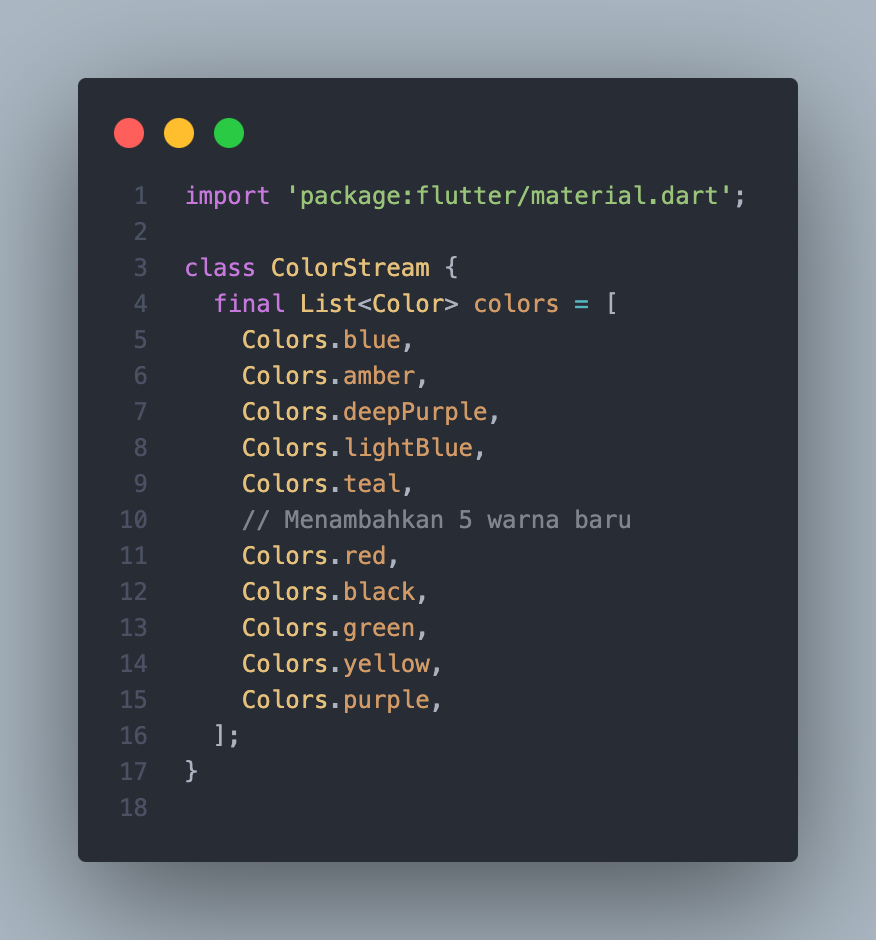 1 import 'package:flutter/material.dart';
2
3 class ColorStream {
4   final List<Color> colors = [
5     Colors.blue,
6     Colors.amber,
7     Colors.deepPurple,
8     Colors.lightBlue,
9     Colors.teal,
10     // Menambahkan 5 warna baru
11     Colors.red,
12     Colors.black,
13     Colors.green,
14     Colors.yellow,
15     Colors.purple,
16   ];
17 }
18